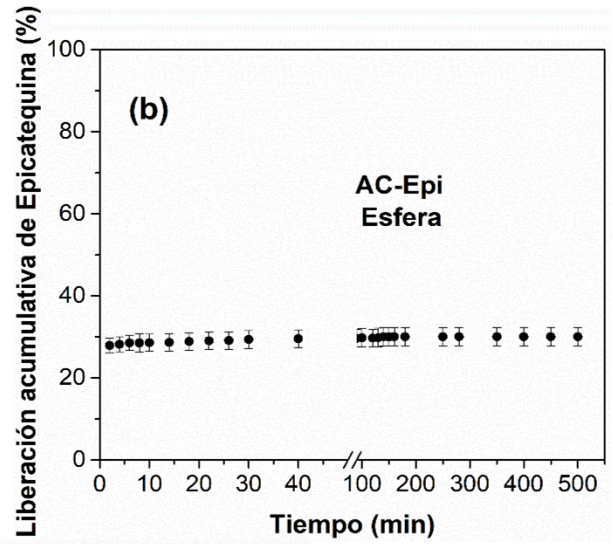 Liberación acumulativa de Epicatequina (%)
100
80
60
40
20
0
(b)
AC-Epi
Esfera
0 10 20 30 40 100 200 300 400 500
Tiempo (min)